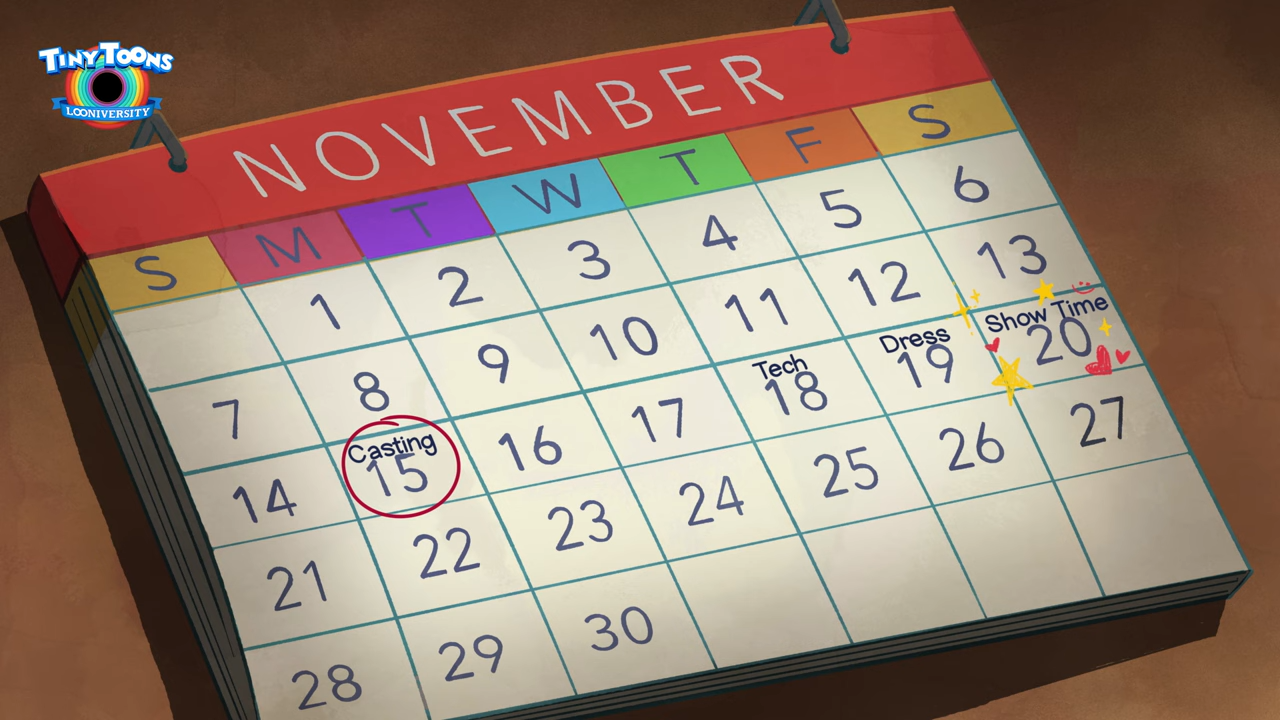 TINY TOONS
LOONIVERSITY
NOVEMBER
S M T W T F S
1 2 3 4 5 6
7 8 9 10 11 12 13
Casting Tech Dress Show Time
14 15 16 17 18 19 20
21 22 23 24 25 26 27
28 29 30